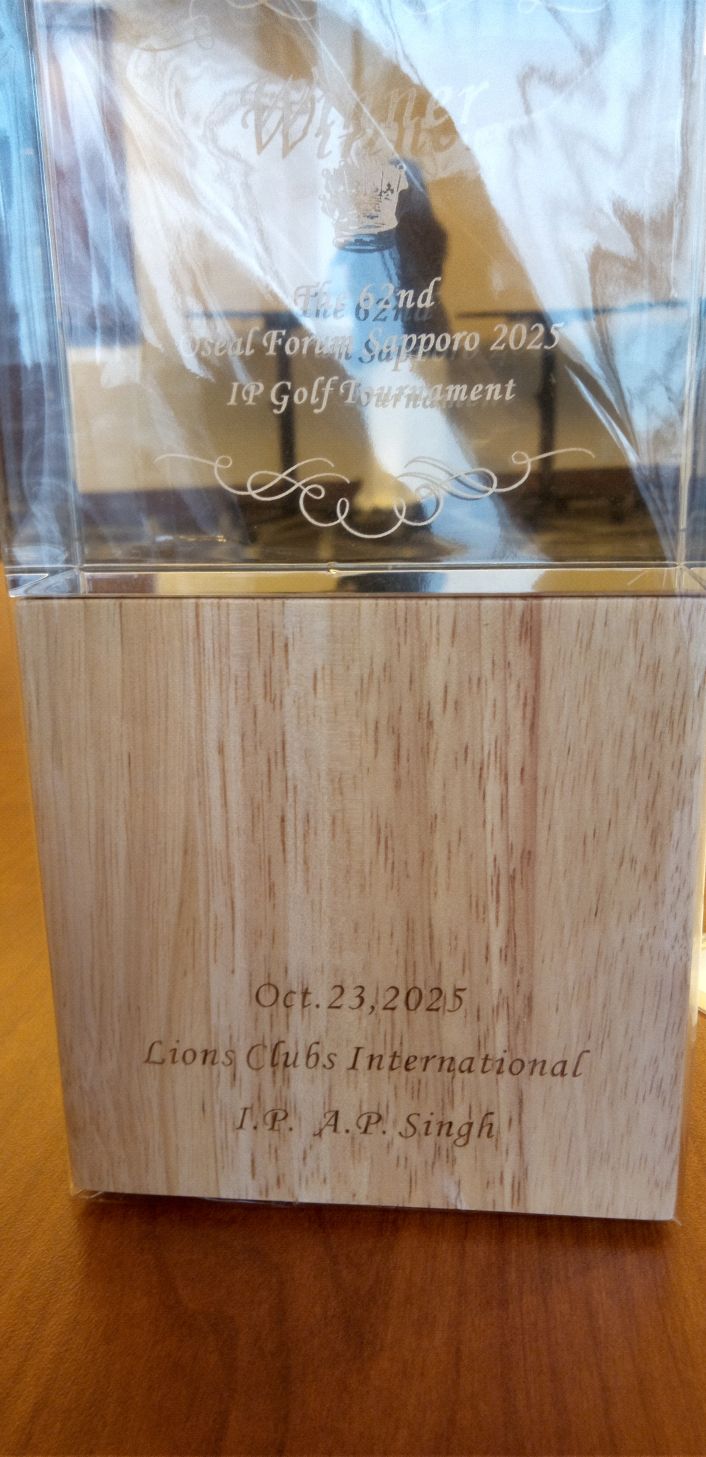 Winner
The 62nd
Oseal Forum Sapporo 2025
IP Golf Tournament
Oct.23,2025
Lions Clubs International
I.P. A.P. Singh